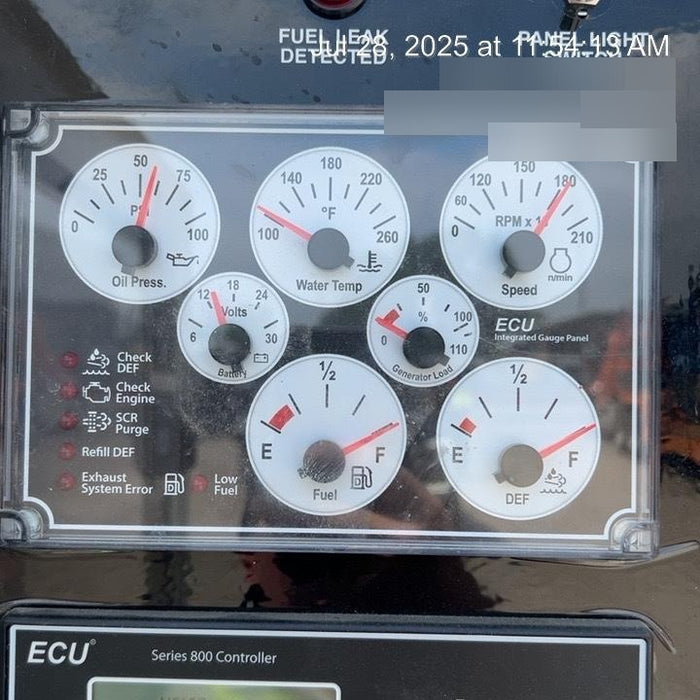 FUEL LEAK
DETECTED
PANEL LIGHT
SWITCH
Jul 28, 2025 at 11:54:13 AM
0 25 50 75 100
PSI
Oil Press.
100 140 180 220 260
°F
Water Temp
0 60 120 150 180 210
RPM x
n/min
Speed
6 12 18 24 30
Volts
Battery
0 50 100 110
%
Generator Load
ECU
Integrated Gauge Panel
Check
DEF
Check
Engine
SCR
Purge
Refill DEF
Exhaust
System Error
Low
Fuel
E 1/2 F
Fuel
E 1/2 F
DEF
ECU®
Series 800 Controller